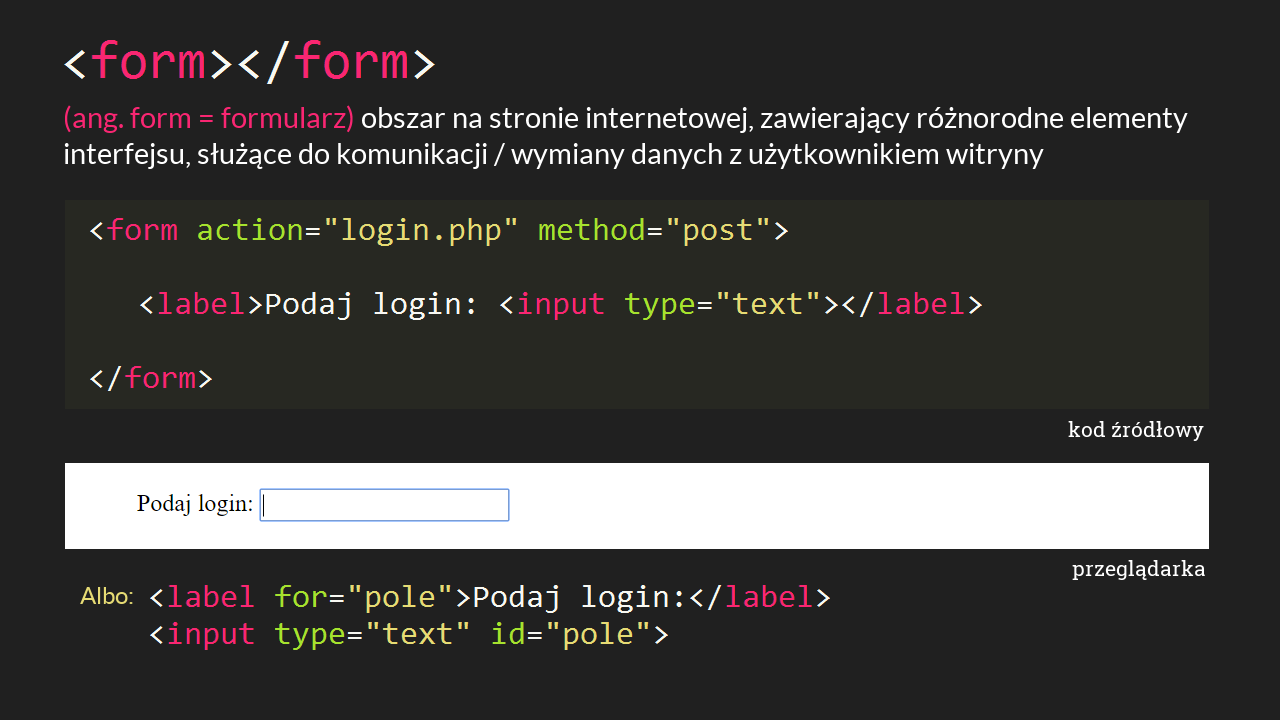 <form></form>
(ang. form = formularz) obszar na stronie internetowej, zawierający różnorodne elementy
interfejsu, służące do komunikacji / wymiany danych z użytkownikiem witryny
<form action="login.php" method="post">
<label>Podaj login: <input type="text"></label>
</form>
kod źródłowy
Podaj login:
przeglądarka
Albo: <label for="pole">Podaj login:</label>
<input type="text" id="pole">